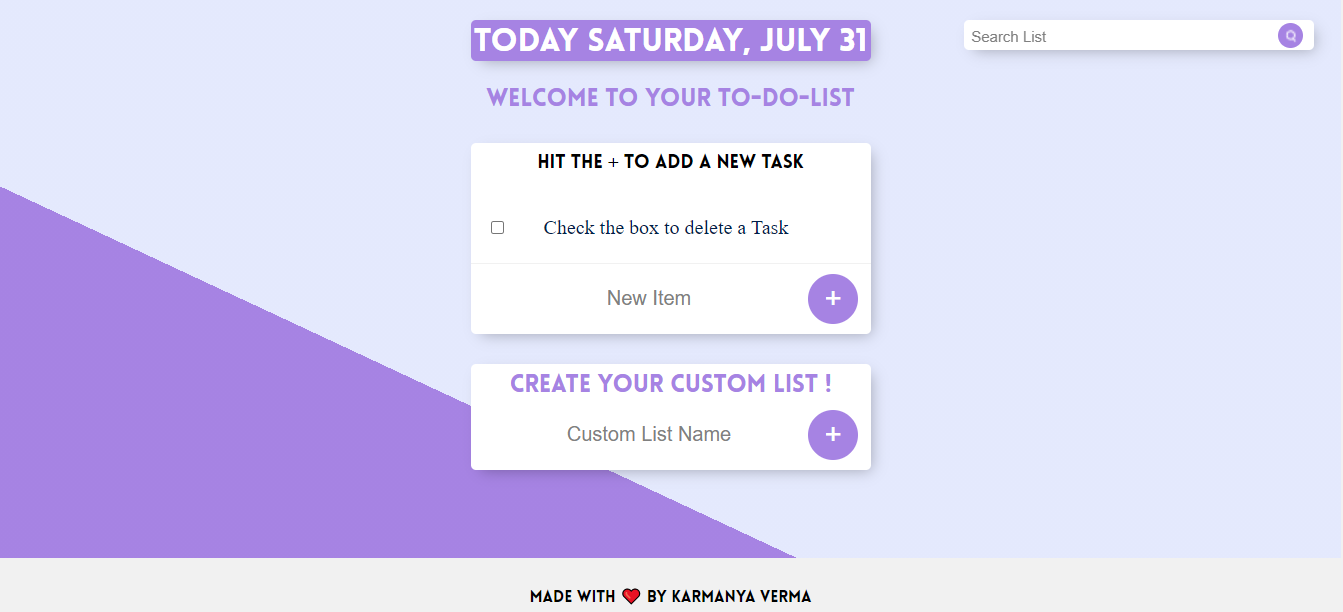 TODAY SATURDAY, JULY 31
Search List
WELCOME TO YOUR TO-DO-LIST
HIT THE + TO ADD A NEW TASK
Check the box to delete a Task
New Item
+
CREATE YOUR CUSTOM LIST !
Custom List Name
+
MADE WITH ❤ BY KARMANYA VERMA